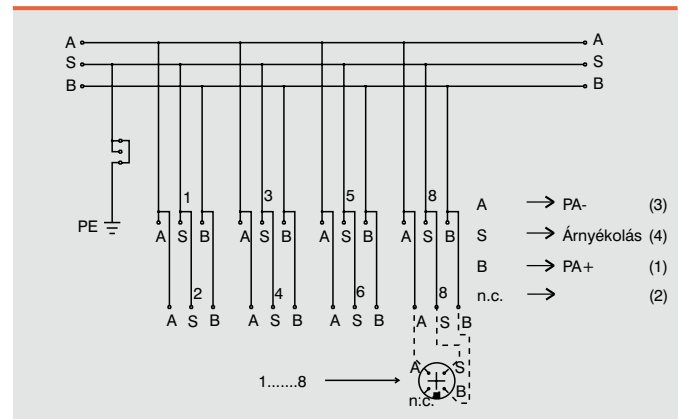 A A
S S
B B
1 3 5 8
PE
A S B A S B A S B A S B
2 4 6 8
A S B A S B A S B A S B
A → PA- (3)
S → Árnyékolás (4)
B → PA+ (1)
n.c. → (2)
1.......8
A S
n.c. B